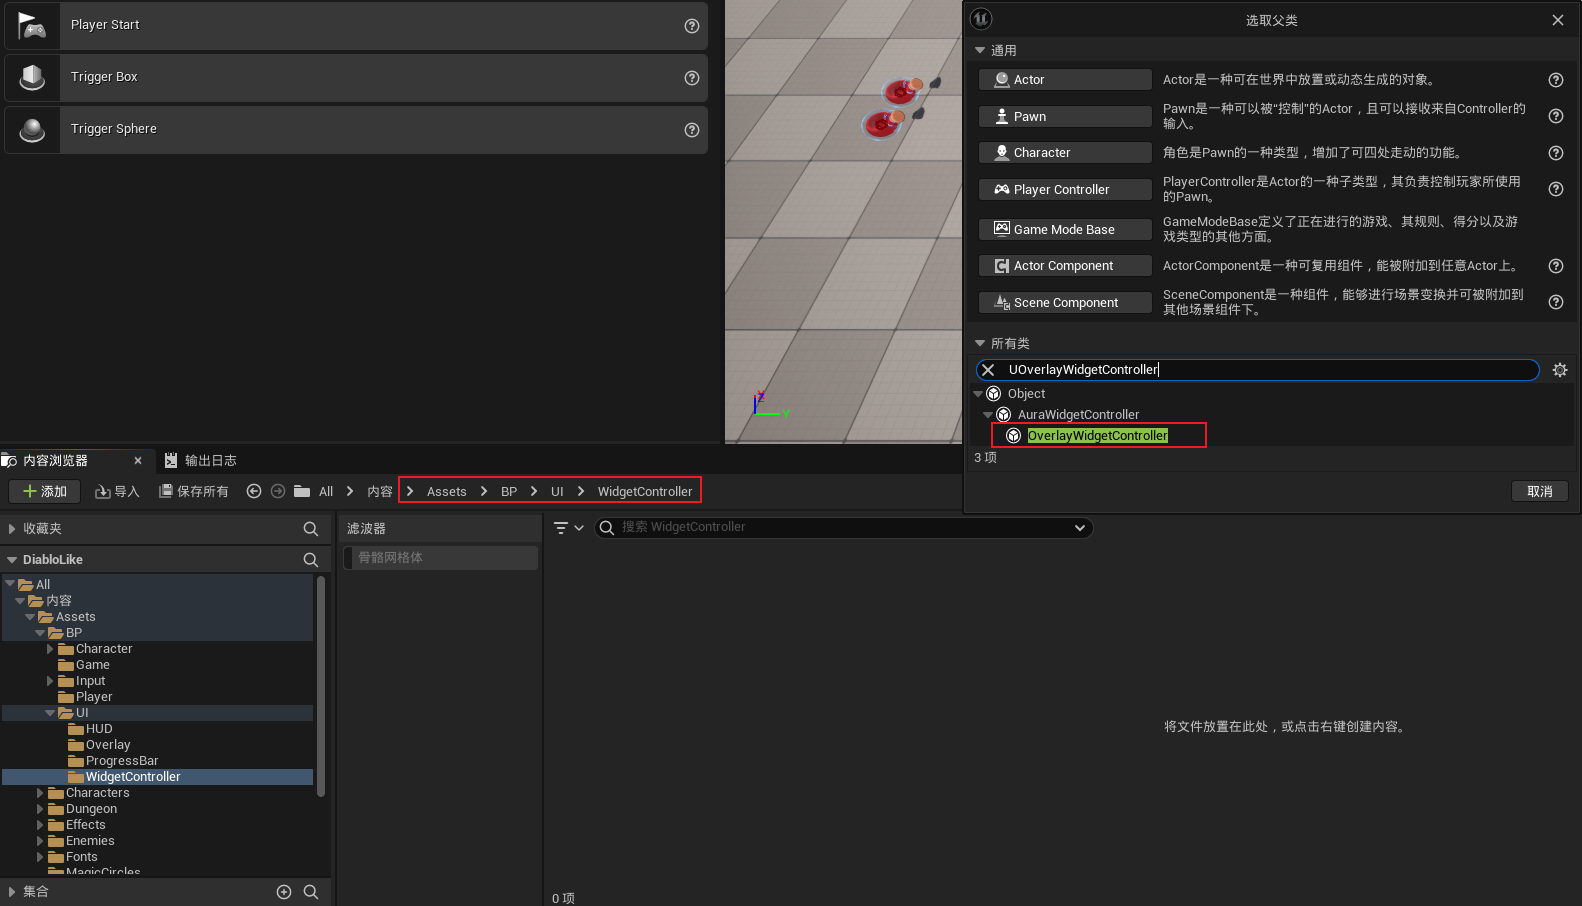 Player Start
Trigger Box
Trigger Sphere
Z
Y
选取父类
通用
Actor
Actor是一种可在世界中放置或动态生成的对象。
Pawn
Pawn是一种可以被“控制”的Actor，且可以接收来自Controller的
输入。
Character
角色是Pawn的一种类型，增加了可四处走动的功能。
Player Controller
PlayerController是Actor的一种子类型，其负责控制玩家所使用
的Pawn。
Game Mode Base
GameModeBase定义了正在进行的游戏、其规则、得分以及游
戏类型的其他方面。
Actor Component
ActorComponent是一种可复用组件，能被附加到任意Actor上。
Scene Component
SceneComponent是一种组件，能够进行场景变换并可被附加到
其他场景组件下。
所有类
UOverlayWidgetController
Object
AuraWidgetController
OverlayWidgetController
3 项
取消
内容浏览器
输出日志
添加
导入
保存所有
All
内容
Assets
BP
UI
WidgetController
收藏夹
DiabloLike
All
内容
Assets
BP
Character
Game
Input
Player
UI
HUD
Overlay
ProgressBar
WidgetController
Characters
Dungeon
Effects
Enemies
Fonts
MagicCircles
集合
滤波器
骨骼网格体
搜索 WidgetController
将文件放置在此处，或点击右键创建内容。
0 项